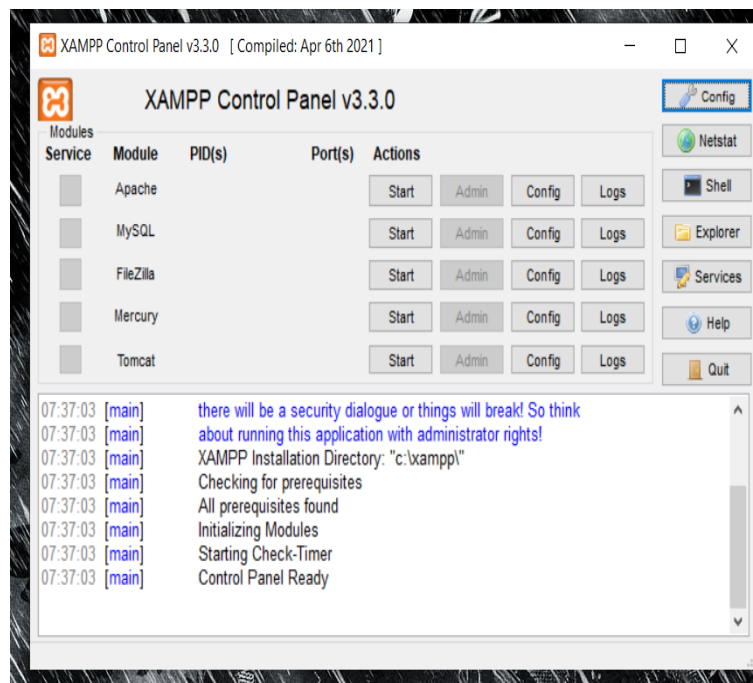 XAMPP Control Panel v3.3.0 [ Compiled: Apr 6th 2021 ]
XAMPP Control Panel v3.3.0
Config
Modules
Service Module PID(s) Port(s) Actions
Netstat
Apache Start Admin Config Logs
Shell
MySQL Start Admin Config Logs
Explorer
FileZilla Start Admin Config Logs
Services
Mercury Start Admin Config Logs
Help
Tomcat Start Admin Config Logs
Quit
07:37:03 [main] there will be a security dialogue or things will break! So think
07:37:03 [main] about running this application with administrator rights!
07:37:03 [main] XAMPP Installation Directory: "c:\xampp\"
07:37:03 [main] Checking for prerequisites
07:37:03 [main] All prerequisites found
07:37:03 [main] Initializing Modules
07:37:03 [main] Starting Check-Timer
07:37:03 [main] Control Panel Ready